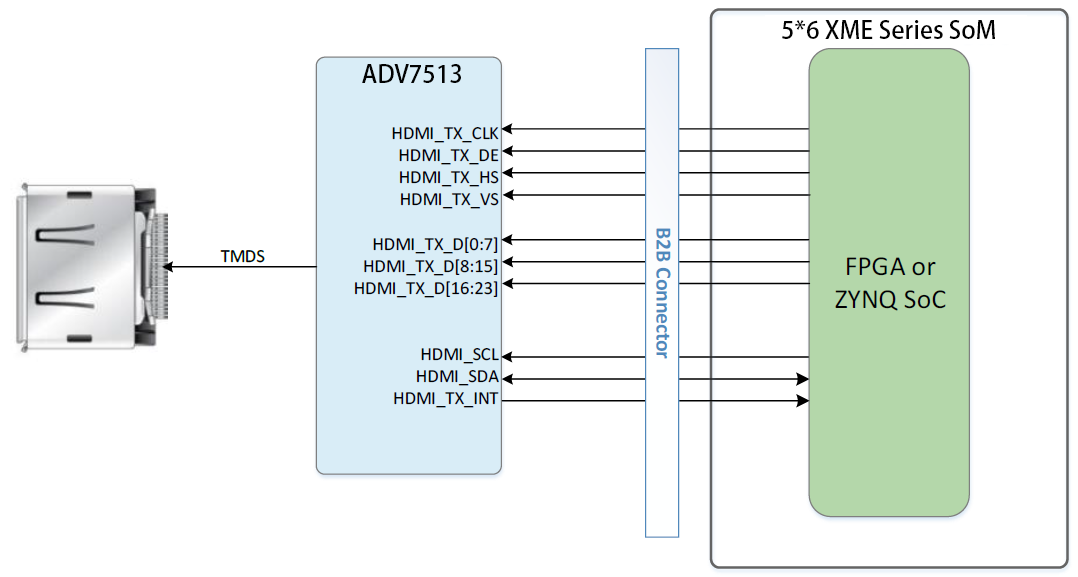 5*6 XME Series SoM
ADV7513
HDMI_TX_CLK
HDMI_TX_DE
HDMI_TX_HS
HDMI_TX_VS
HDMI_TX_D[0:7]
HDMI_TX_D[8:15]
HDMI_TX_D[16:23]
HDMI_SCL
HDMI_SDA
HDMI_TX_INT
TMDS
B2B Connector
FPGA or
ZYNQ SoC